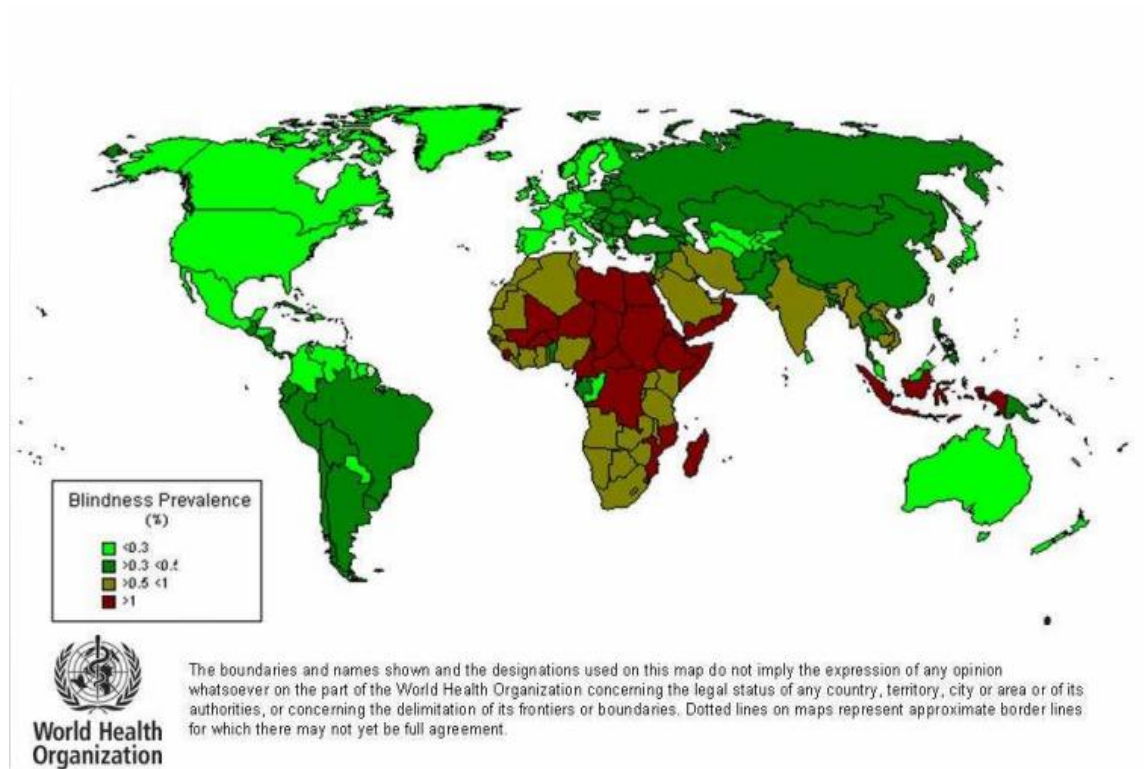 Blindness Prevalence
(%)
<0.3
>0.3 <0.5
>0.5 <1
>1
The boundaries and names shown and the designations used on this map do not imply the expression of any opinion
whatsoever on the part of the World Health Organization concerning the legal status of any country, territory, city or area or of its
authorities, or concerning the delimitation of its frontiers or boundaries. Dotted lines on maps represent approximate border lines
for which there may not yet be full agreement.
World Health
Organization